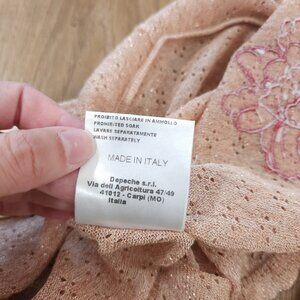 PROIBITO LASCIARE IN AMMOLLO
PROHIBITED SOAK
LAVARE SEPARATAMENTE
WASH SEPARATELY
MADE IN ITALY
Depeche s.r.l.
Via dell Agricoltura 47/49
41012 - Carpi (MO)
Italia